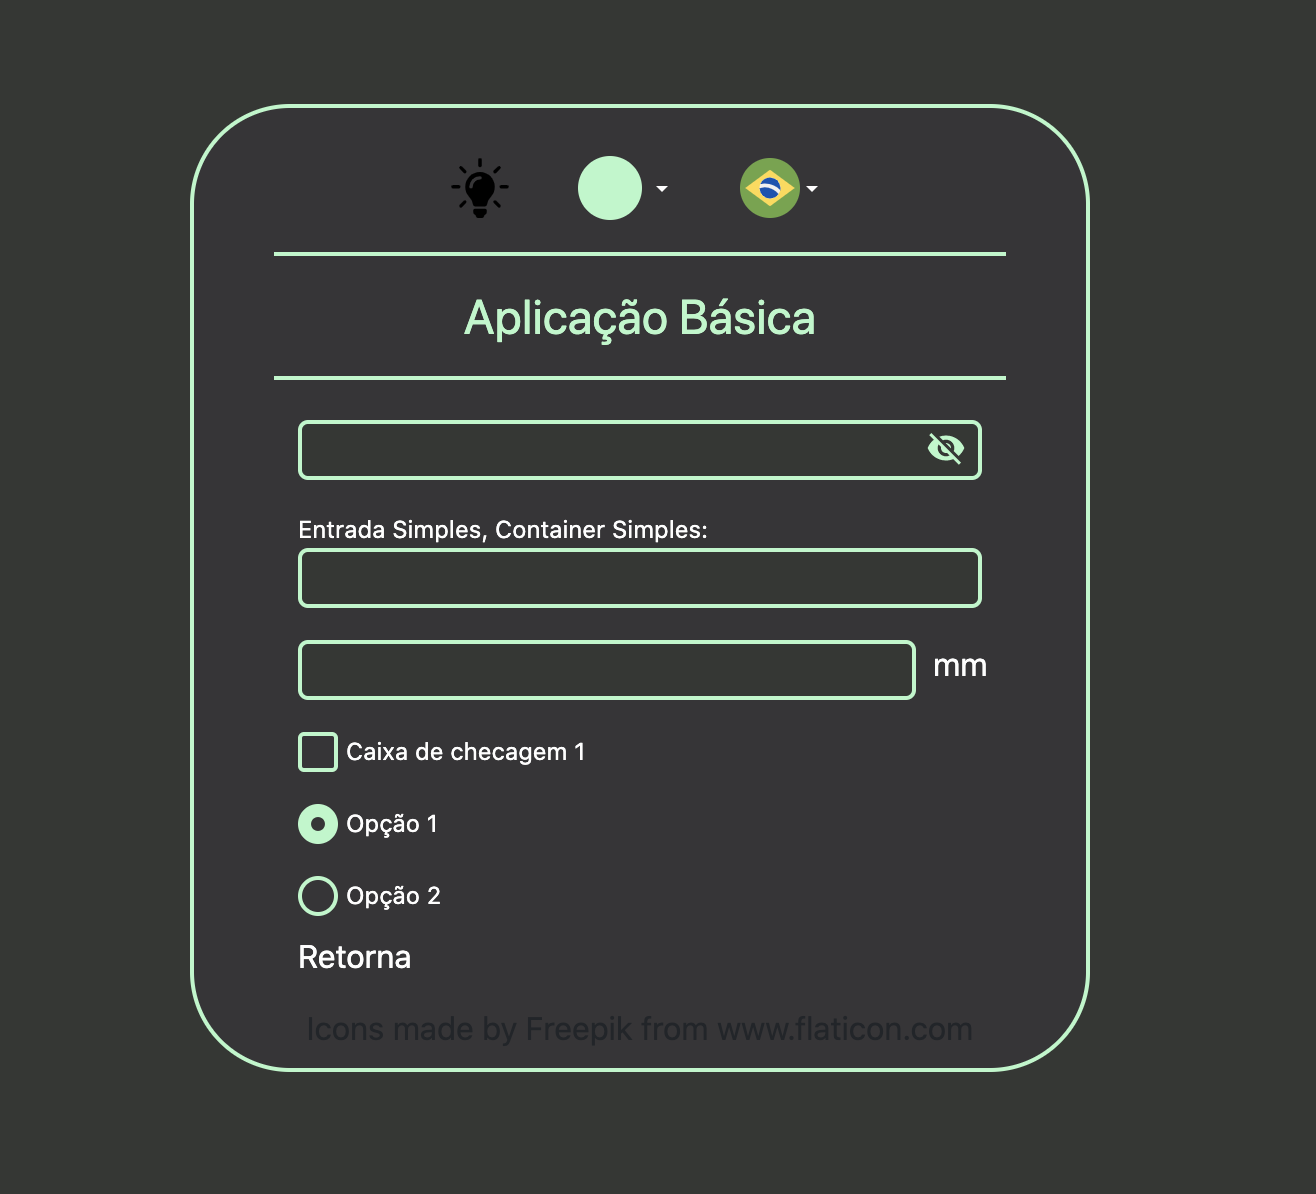 Aplicação Básica
Entrada Simples, Container Simples:
mm
Caixa de checagem 1
Opção 1
Opção 2
Retorna
Icons made by Freepik from www.flaticon.com